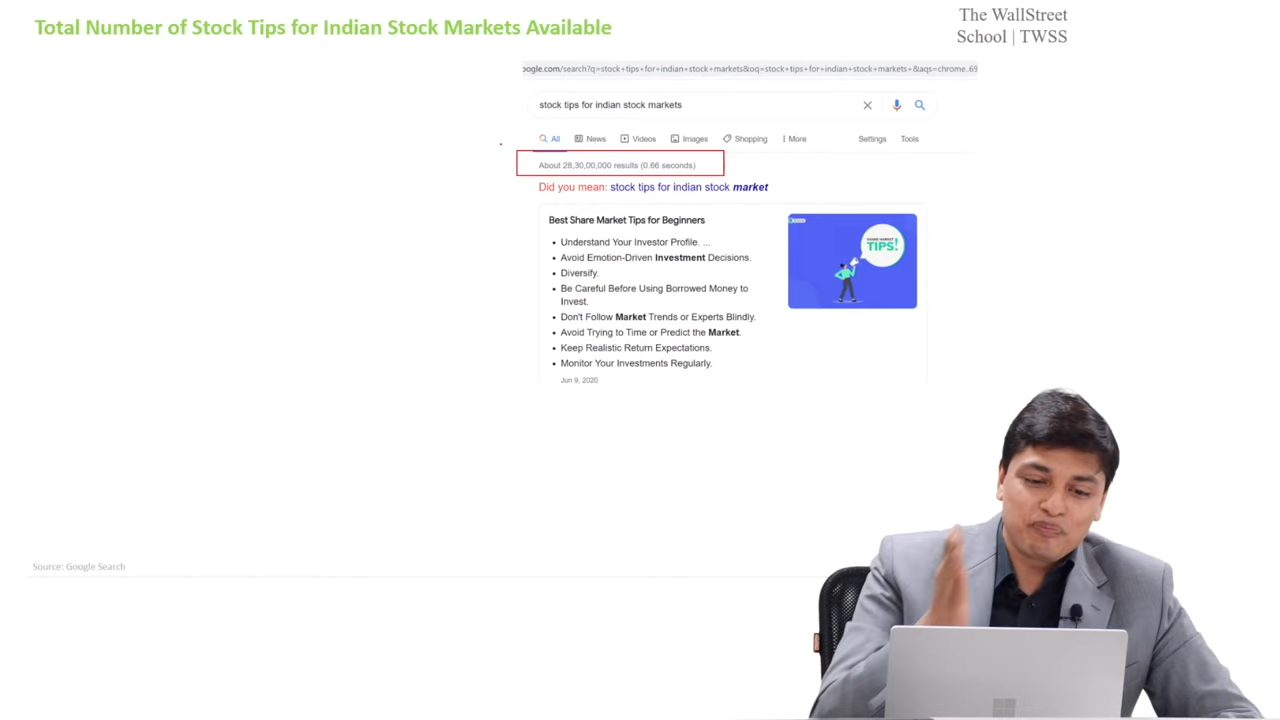 Total Number of Stock Tips for Indian Stock Markets Available
The WallStreet
School | TWSS
oogle.com/search?q=stock+tips+for+indian+stock+markets&oq=stock+tips+for+indian+stock+markets+&aqs=chrome..69
stock tips for indian stock markets
All News Videos Images Shopping More Settings Tools
About 28,30,00,000 results (0.66 seconds)
Did you mean: stock tips for indian stock market
Best Share Market Tips for Beginners
• Understand Your Investor Profile. ...
• Avoid Emotion-Driven Investment Decisions.
• Diversify.
• Be Careful Before Using Borrowed Money to
Invest.
• Don't Follow Market Trends or Experts Blindly.
• Avoid Trying to Time or Predict the Market.
• Keep Realistic Return Expectations.
• Monitor Your Investments Regularly.
Jun 9, 2020
TIPS!
Source: Google Search